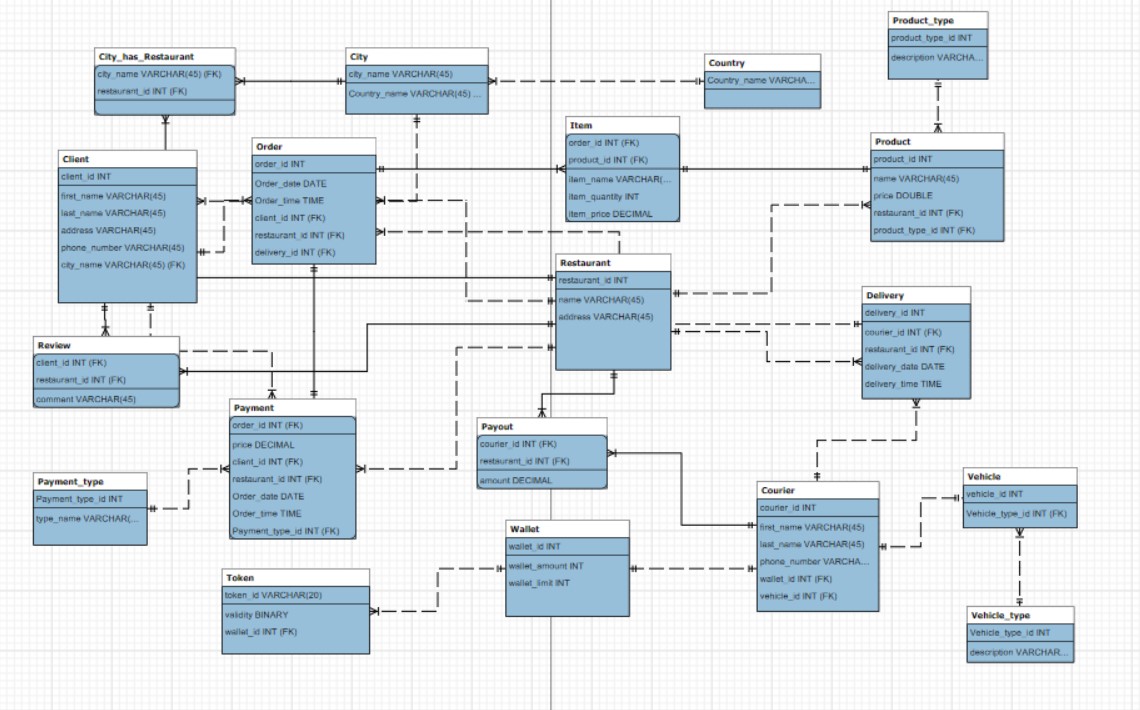 Product_type
product_type_id INT
description VARCHA...
City_has_Restaurant
city_name VARCHAR(45) (FK)
restaurant_id INT (FK)
City
city_name VARCHAR(45)
Country_name VARCHAR(45) ...
Country
Country_name VARCHA...
Item
order_id INT (FK)
product_id INT (FK)
item_name VARCHAR(...
item_quantity INT
item_price DECIMAL
Product
product_id INT
name VARCHAR(45)
price DOUBLE
restaurant_id INT (FK)
product_type_id INT (FK)
Client
client_id INT
first_name VARCHAR(45)
last_name VARCHAR(45)
address VARCHAR(45)
phone_number VARCHAR(45)
city_name VARCHAR(45) (FK)
Order
order_id INT
Order_date DATE
Order_time TIME
client_id INT (FK)
restaurant_id INT (FK)
delivery_id INT (FK)
Restaurant
restaurant_id INT
name VARCHAR(45)
address VARCHAR(45)
Delivery
delivery_id INT
courier_id INT (FK)
restaurant_id INT (FK)
delivery_date DATE
delivery_time TIME
Review
client_id INT (FK)
restaurant_id INT (FK)
comment VARCHAR(45)
Payment
order_id INT (FK)
price DECIMAL
client_id INT (FK)
restaurant_id INT (FK)
Order_date DATE
Order_time TIME
Payment_type_id INT (FK)
Payout
courier_id INT (FK)
restaurant_id INT (FK)
amount DECIMAL
Payment_type
Payment_type_id INT
type_name VARCHAR(...
Courier
courier_id INT
first_name VARCHAR(45)
last_name VARCHAR(45)
phone_number VARCHA...
wallet_id INT (FK)
vehicle_id INT (FK)
Vehicle
vehicle_id INT
Vehicle_type_id INT (FK)
Wallet
wallet_id INT
wallet_amount INT
wallet_limit INT
Token
token_id VARCHAR(20)
validity BINARY
wallet_id INT (FK)
Vehicle_type
Vehicle_type_id INT
description VARCHAR...